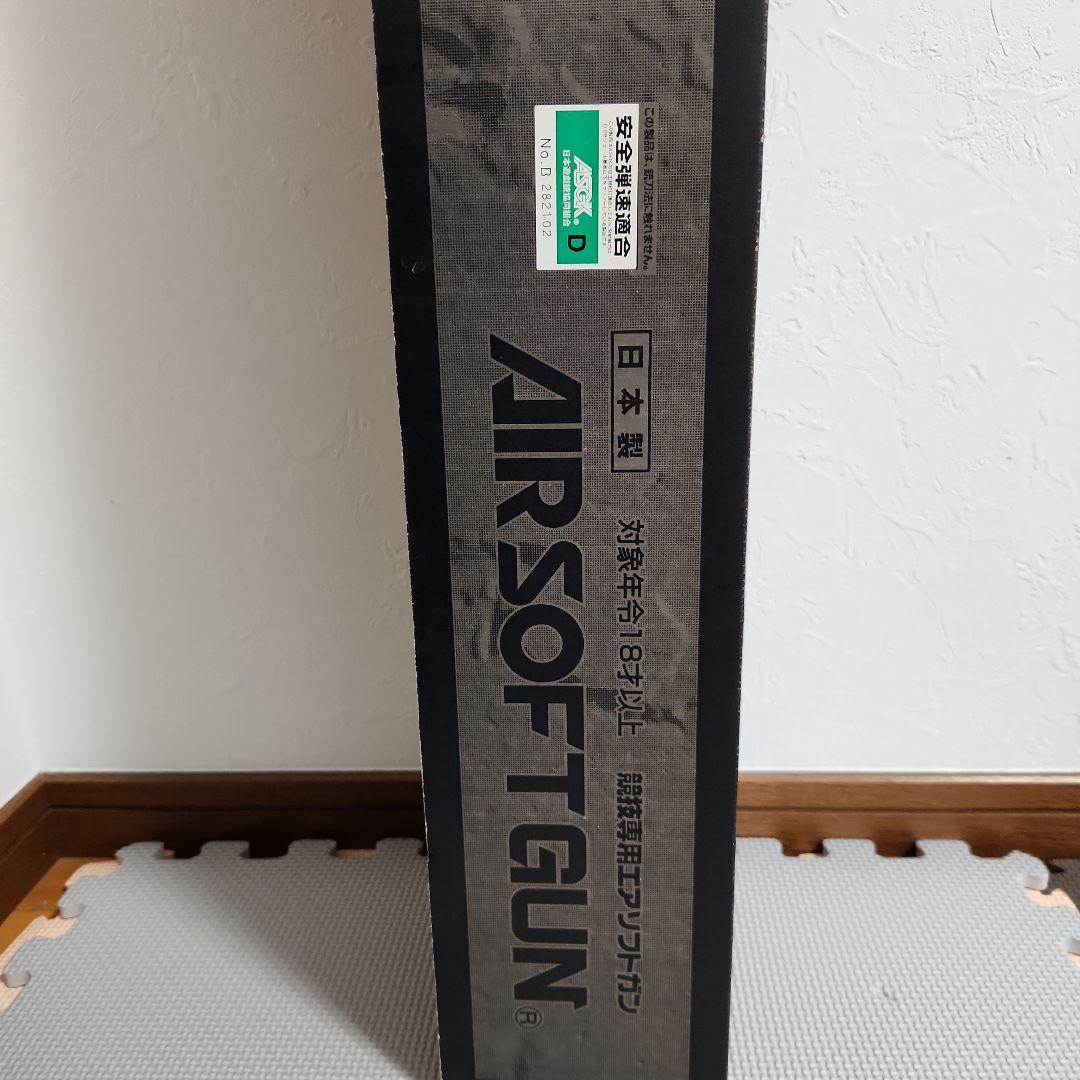 この製品は、銃刀法に触れません。
安全弾速適合
ASGK® D
日本遊戯銃協同組合
No.B 282102
日本製
対象年令18才以上 競技専用エアソフトガン
AIRSOFTGUN®